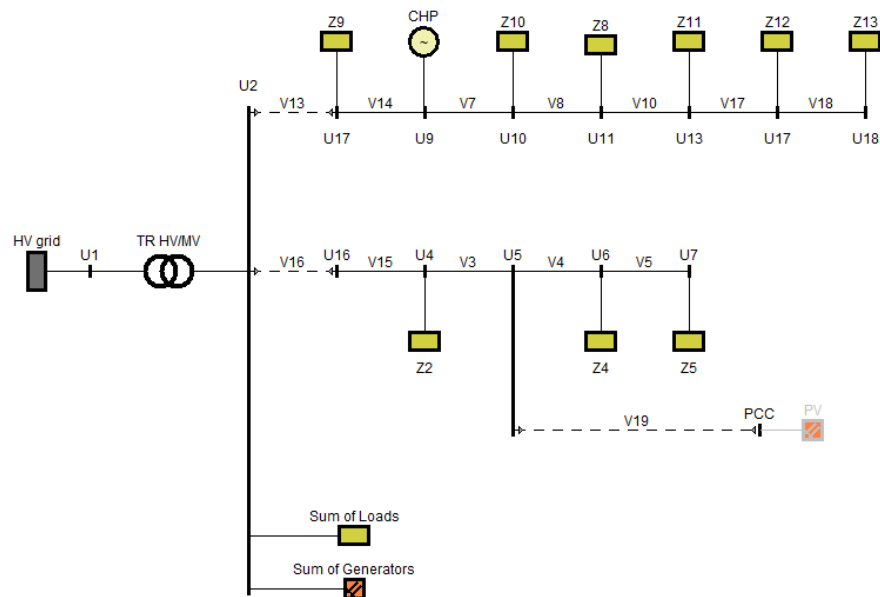 Z9 CHP Z10 Z8 Z11 Z12 Z13
~
U2
V13 V14 V7 V8 V10 V17 V18
U17 U9 U10 U11 U13 U17 U18
HV grid U1 TR HV/MV U16 U4 U5 U6 U7
V16 V15 V3 V4 V5
Z2 Z4 Z5
PCC PV
V19
Sum of Loads
Sum of Generators